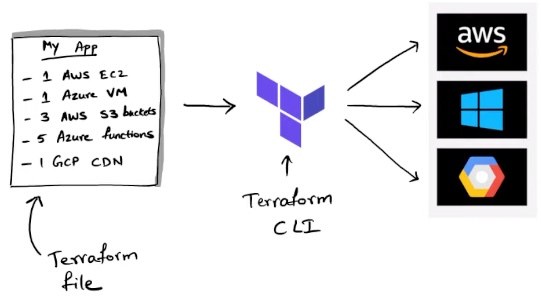 My App
- 1 AWS EC2
- 1 Azure VM
- 3 AWS S3 buckets
- 5 Azure functions
- 1 GCP CDN
Terraform
file
Terraform
CLI
aws